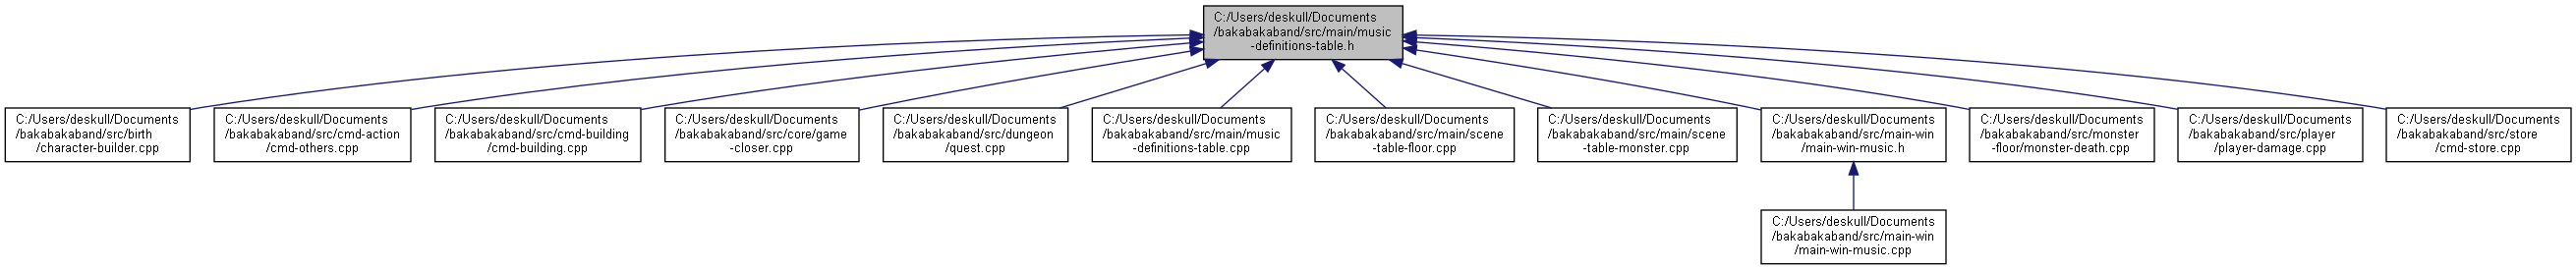 C:/Users/deskull/Documents
/bakabakaband/src/main/music
-definitions-table.h
C:/Users/deskull/Documents
/bakabakaband/src/birth
/character-builder.cpp
C:/Users/deskull/Documents
/bakabakaband/src/cmd-action
/cmd-others.cpp
C:/Users/deskull/Documents
/bakabakaband/src/cmd-building
/cmd-building.cpp
C:/Users/deskull/Documents
/bakabakaband/src/core/game
-closer.cpp
C:/Users/deskull/Documents
/bakabakaband/src/dungeon
/quest.cpp
C:/Users/deskull/Documents
/bakabakaband/src/main/music
-definitions-table.cpp
C:/Users/deskull/Documents
/bakabakaband/src/main/scene
-table-floor.cpp
C:/Users/deskull/Documents
/bakabakaband/src/main/scene
-table-monster.cpp
C:/Users/deskull/Documents
/bakabakaband/src/main-win
/main-win-music.h
C:/Users/deskull/Documents
/bakabakaband/src/monster
-floor/monster-death.cpp
C:/Users/deskull/Documents
/bakabakaband/src/player
/player-damage.cpp
C:/Users/deskull/Documents
/bakabakaband/src/store
/cmd-store.cpp
C:/Users/deskull/Documents
/bakabakaband/src/main-win
/main-win-music.cpp